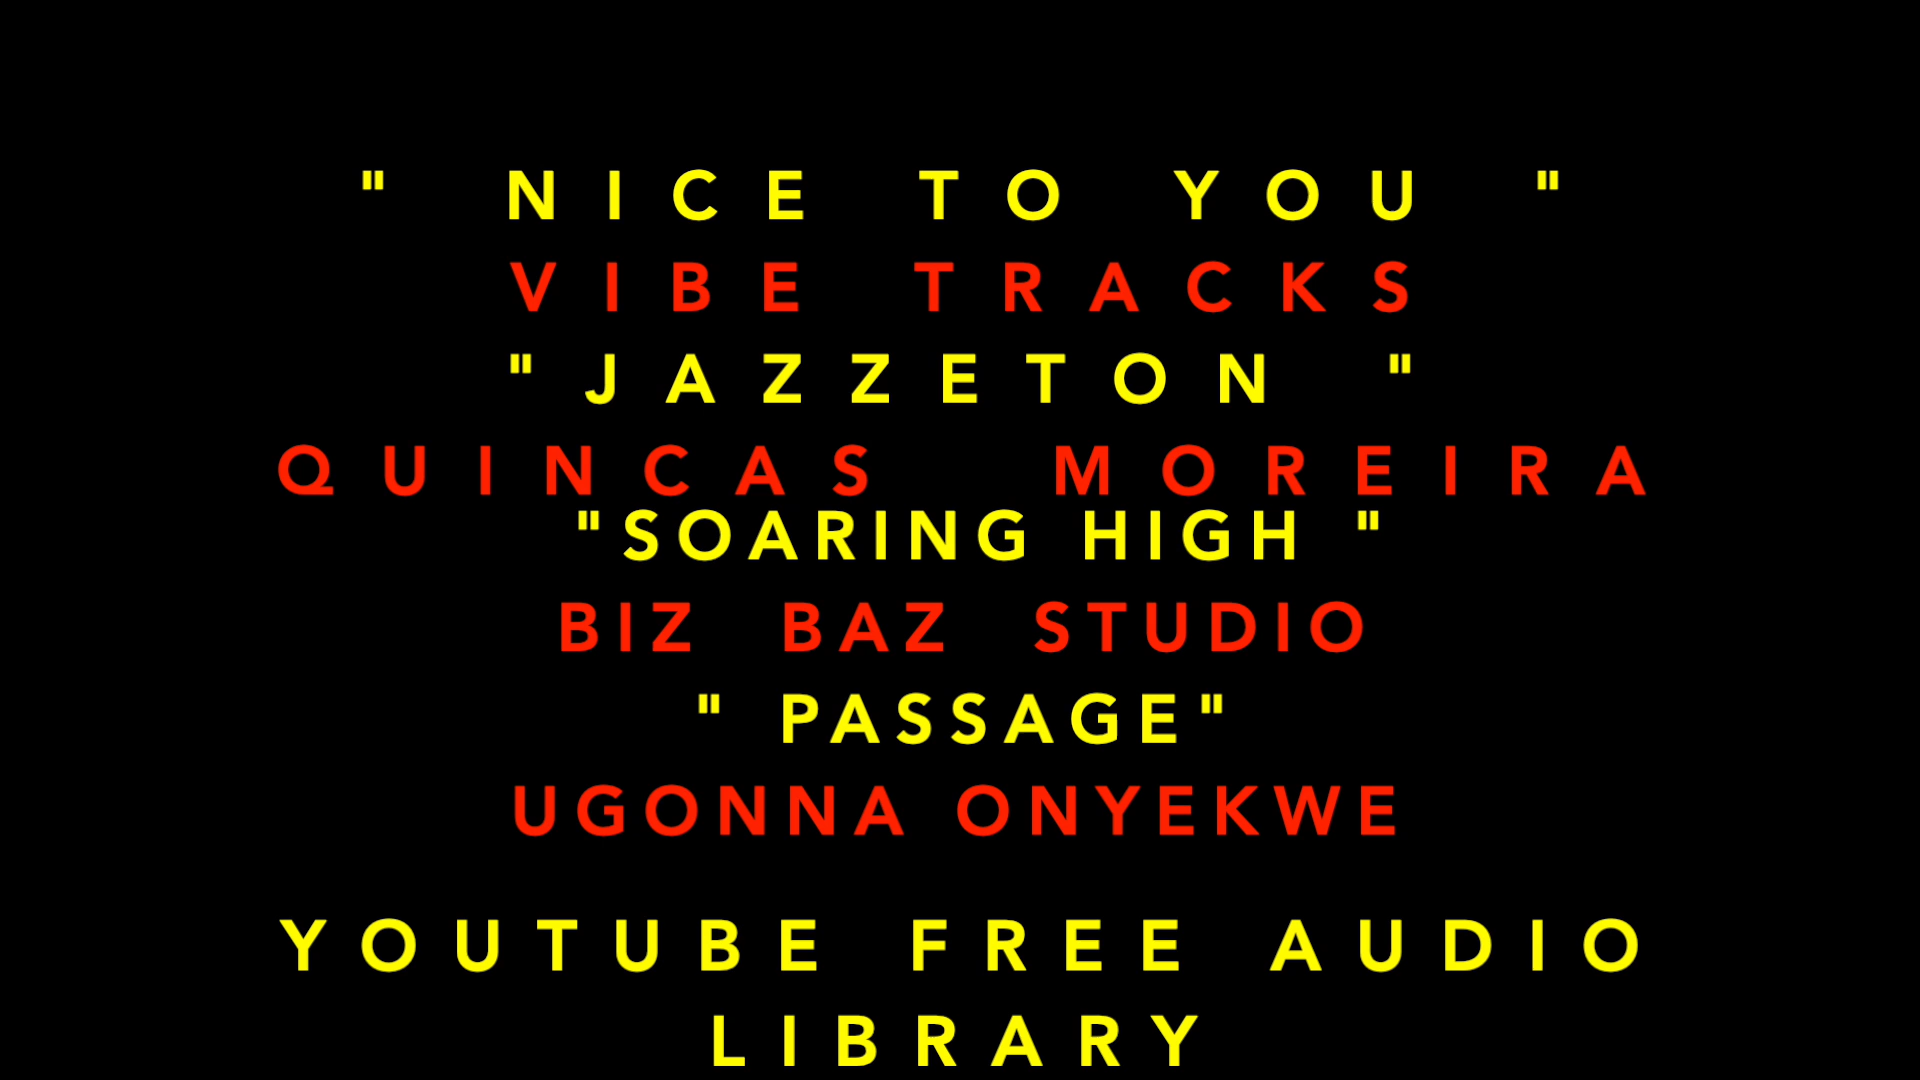 " NICE TO YOU "
VIBE TRACKS
"JAZZETON "
QUINCAS MOREIRA
"SOARING HIGH "
BIZ BAZ STUDIO
" PASSAGE"
UGONNA ONYEKWE
YOUTUBE FREE AUDIO
LIBRARY